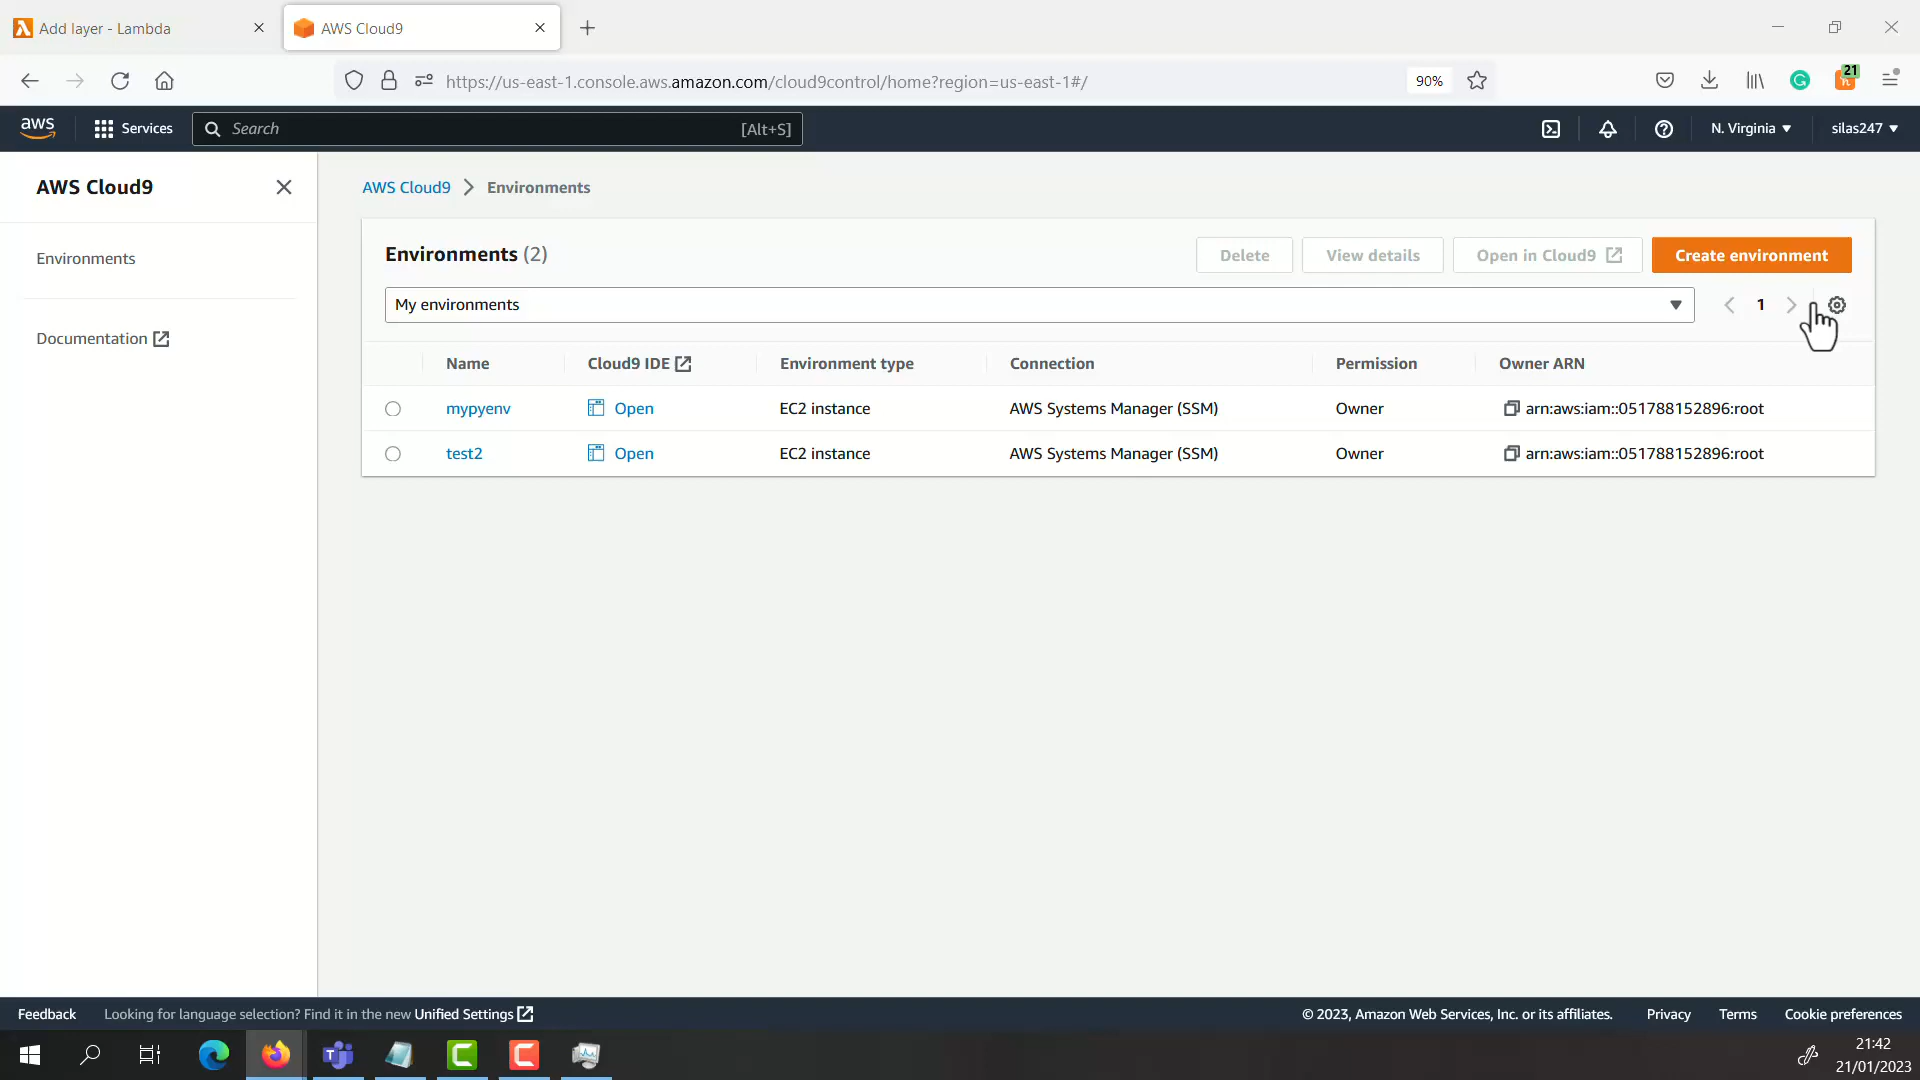 Add layer - Lambda
AWS Cloud9
https://us-east-1.console.aws.amazon.com/cloud9control/home?region=us-east-1#/
90%
21
aws
Services
Search
[Alt+S]
N. Virginia
silas247
AWS Cloud9
Environments
Documentation
AWS Cloud9 > Environments
Environments (2)
Delete
View details
Open in Cloud9
Create environment
My environments
1
Name Cloud9 IDE Environment type Connection Permission Owner ARN
mypyenv Open EC2 instance AWS Systems Manager (SSM) Owner arn:aws:iam::051788152896:root
test2 Open EC2 instance AWS Systems Manager (SSM) Owner arn:aws:iam::051788152896:root
Feedback Looking for language selection? Find it in the new Unified Settings
© 2023, Amazon Web Services, Inc. or its affiliates. Privacy Terms Cookie preferences
21:42
21/01/2023